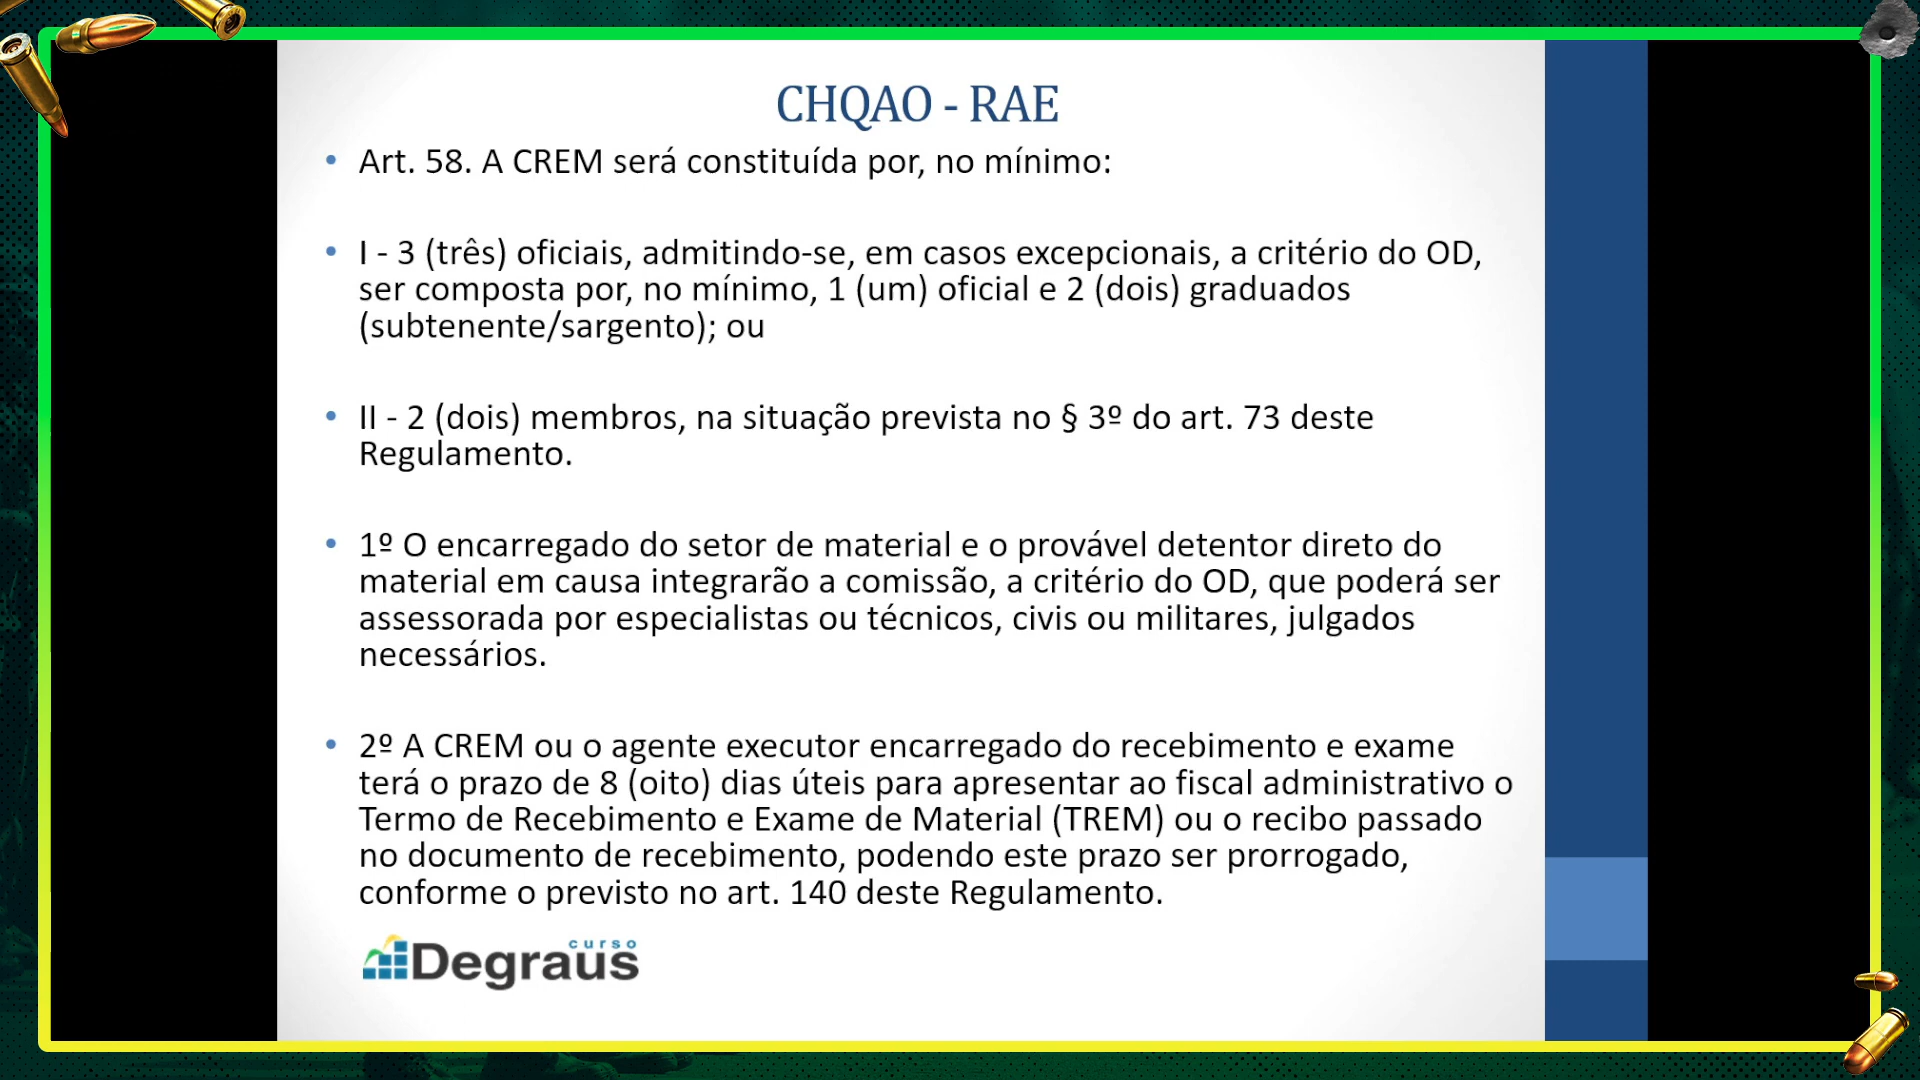 CHQAO - RAE
• Art. 58. A CREM será constituída por, no mínimo:
• I - 3 (três) oficiais, admitindo-se, em casos excepcionais, a critério do OD,
ser composta por, no mínimo, 1 (um) oficial e 2 (dois) graduados
(subtenente/sargento); ou
• II - 2 (dois) membros, na situação prevista no § 3º do art. 73 deste
Regulamento.
• 1º O encarregado do setor de material e o provável detentor direto do
material em causa integrarão a comissão, a critério do OD, que poderá ser
assessorada por especialistas ou técnicos, civis ou militares, julgados
necessários.
• 2º A CREM ou o agente executor encarregado do recebimento e exame
terá o prazo de 8 (oito) dias úteis para apresentar ao fiscal administrativo o
Termo de Recebimento e Exame de Material (TREM) ou o recibo passado
no documento de recebimento, podendo este prazo ser prorrogado,
conforme o previsto no art. 140 deste Regulamento.
curso
Degraus